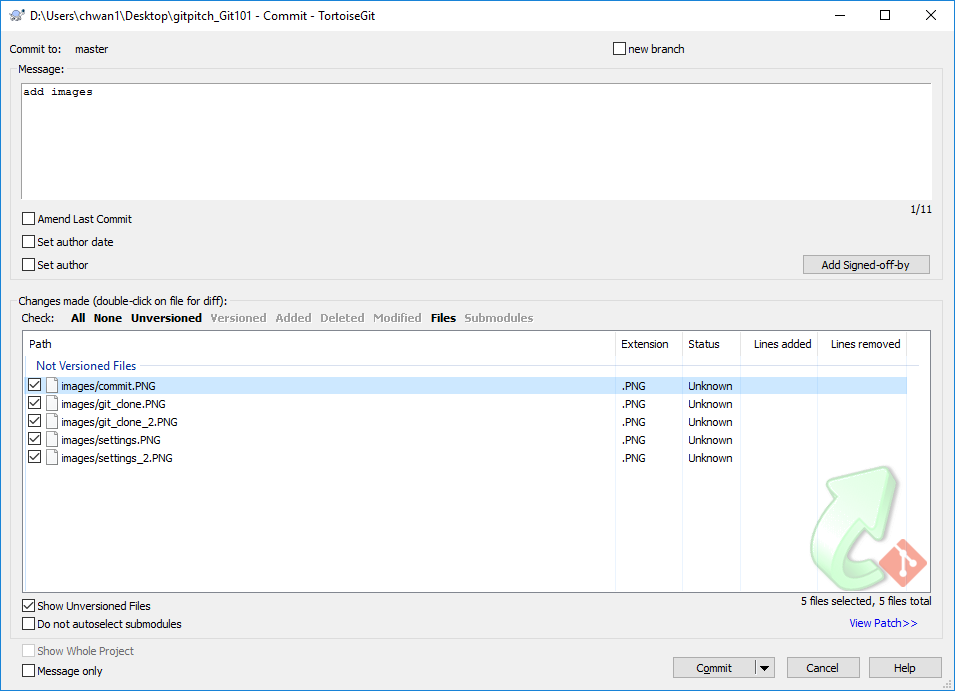 D:\Users\chwan1\Desktop\gitpitch_Git101 - Commit - TortoiseGit
Commit to: master new branch
Message:
add images
1/11
Amend Last Commit
Set author date
Set author Add Signed-off-by
Changes made (double-click on file for diff):
Check: All None Unversioned Versioned Added Deleted Modified Files Submodules
Path Extension Status Lines added Lines removed
Not Versioned Files
images/commit.PNG .PNG Unknown
images/git_clone.PNG .PNG Unknown
images/git_clone_2.PNG .PNG Unknown
images/settings.PNG .PNG Unknown
images/settings_2.PNG .PNG Unknown
Show Unversioned Files 5 files selected, 5 files total
Do not autoselect submodules View Patch>>
Show Whole Project
Message only Commit Cancel Help